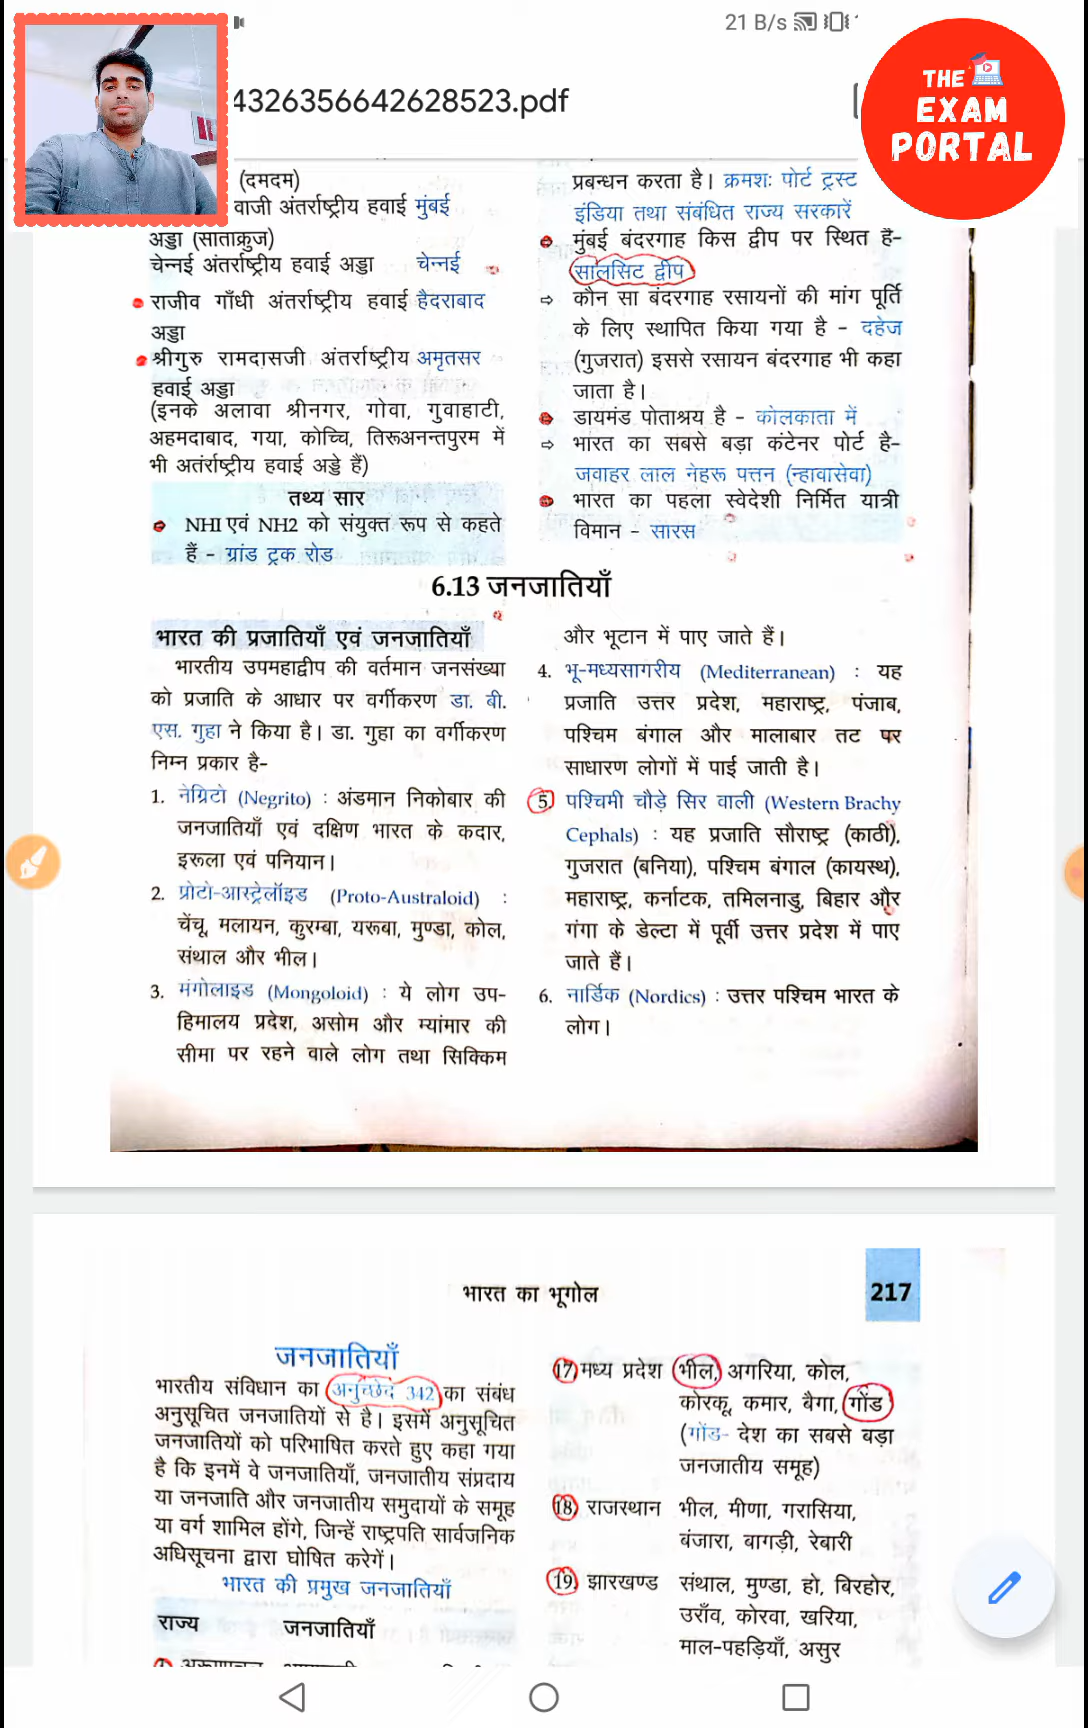 21 B/s
4326356642628523.pdf
THE
EXAM
PORTAL
(दमदम)
वाजी अंतर्राष्ट्रीय हवाई मुंबई
अड्डा (साताक्रुज)
चेन्नई अंतर्राष्ट्रीय हवाई अड्डा चेन्नई
राजीव गाँधी अंतर्राष्ट्रीय हवाई हैदराबाद
अड्डा
श्रीगुरु रामदासजी अंतर्राष्ट्रीय अमृतसर
हवाई अड्डा
(इनके अलावा श्रीनगर, गोवा, गुवाहाटी,
अहमदाबाद, गया, कोच्चि, तिरूअनन्तपुरम में
भी अतंर्राष्ट्रीय हवाई अड्डे हैं)
तथ्य सार
NH1 एवं NH2 को संयुक्त रूप से कहते
हैं - ग्रांड ट्रक रोड
प्रबन्धन करता है। क्रमशः पोर्ट ट्रस्ट
इंडिया तथा संबंधित राज्य सरकारें
मुंबई बंदरगाह किस द्वीप पर स्थित है-
सालसिट द्वीप
⇨ कौन सा बंदरगाह रसायनों की मांग पूर्ति
के लिए स्थापित किया गया है - दहेज
(गुजरात) इससे रसायन बंदरगाह भी कहा
जाता है।
डायमंड पोताश्रय है - कोलकाता में
⇨ भारत का सबसे बड़ा कंटेनर पोर्ट है-
जवाहर लाल नेहरू पत्तन (न्हावासेवा)
भारत का पहला स्वेदेशी निर्मित यात्री
विमान - सारस
6.13 जनजातियाँ
भारत की प्रजातियाँ एवं जनजातियाँ
भारतीय उपमहाद्वीप की वर्तमान जनसंख्या
को प्रजाति के आधार पर वर्गीकरण डा. बी.
एस. गुहा ने किया है। डा. गुहा का वर्गीकरण
निम्न प्रकार है-
1. नेग्रिटो (Negrito) : अंडमान निकोबार की
जनजातियाँ एवं दक्षिण भारत के कदार,
इरूला एवं पनियान।
2. प्रोटो-आस्ट्रेलॉइड (Proto-Australoid) :
चेंचू, मलायन, कुरम्बा, यरूबा, मुण्डा, कोल,
संथाल और भील।
3. मंगोलाइड (Mongoloid) : ये लोग उप-
हिमालय प्रदेश, असोम और म्यांमार की
सीमा पर रहने वाले लोग तथा सिक्किम
और भूटान में पाए जाते हैं।
4. भू-मध्यसागरीय (Mediterranean) : यह
प्रजाति उत्तर प्रदेश, महाराष्ट्र, पंजाब,
पश्चिम बंगाल और मालाबार तट पर
साधारण लोगों में पाई जाती है।
5 पश्चिमी चौड़े सिर वाली (Western Brachy
Cephals) : यह प्रजाति सौराष्ट्र (काठी),
गुजरात (बनिया), पश्चिम बंगाल (कायस्थ),
महाराष्ट्र, कर्नाटक, तमिलनाडु, बिहार और
गंगा के डेल्टा में पूर्वी उत्तर प्रदेश में पाए
जाते हैं।
6. नार्डिक (Nordics) : उत्तर पश्चिम भारत के
लोग।
भारत का भूगोल
217
जनजातियाँ
भारतीय संविधान का अनुच्छेद 342 का संबंध
अनुसूचित जनजातियों से है। इसमें अनुसूचित
जनजातियों को परिभाषित करते हुए कहा गया
है कि इनमें वे जनजातियाँ, जनजातीय संप्रदाय
या जनजाति और जनजातीय समुदायों के समूह
या वर्ग शामिल होंगे, जिन्हें राष्ट्रपति सार्वजनिक
अधिसूचना द्वारा घोषित करेगें।
भारत की प्रमुख जनजातियाँ
राज्य जनजातियाँ
17 मध्य प्रदेश भील, अगरिया, कोल,
कोरकू, कमार, बैगा, गोंड
(गोंड- देश का सबसे बड़ा
जनजातीय समूह)
18. राजस्थान भील, मीणा, गरासिया,
बंजारा, बागड़ी, रेबारी
19. झारखण्ड संथाल, मुण्डा, हो, बिरहोर,
उराँव, कोरवा, खरिया,
माल-पहड़ियाँ, असुर